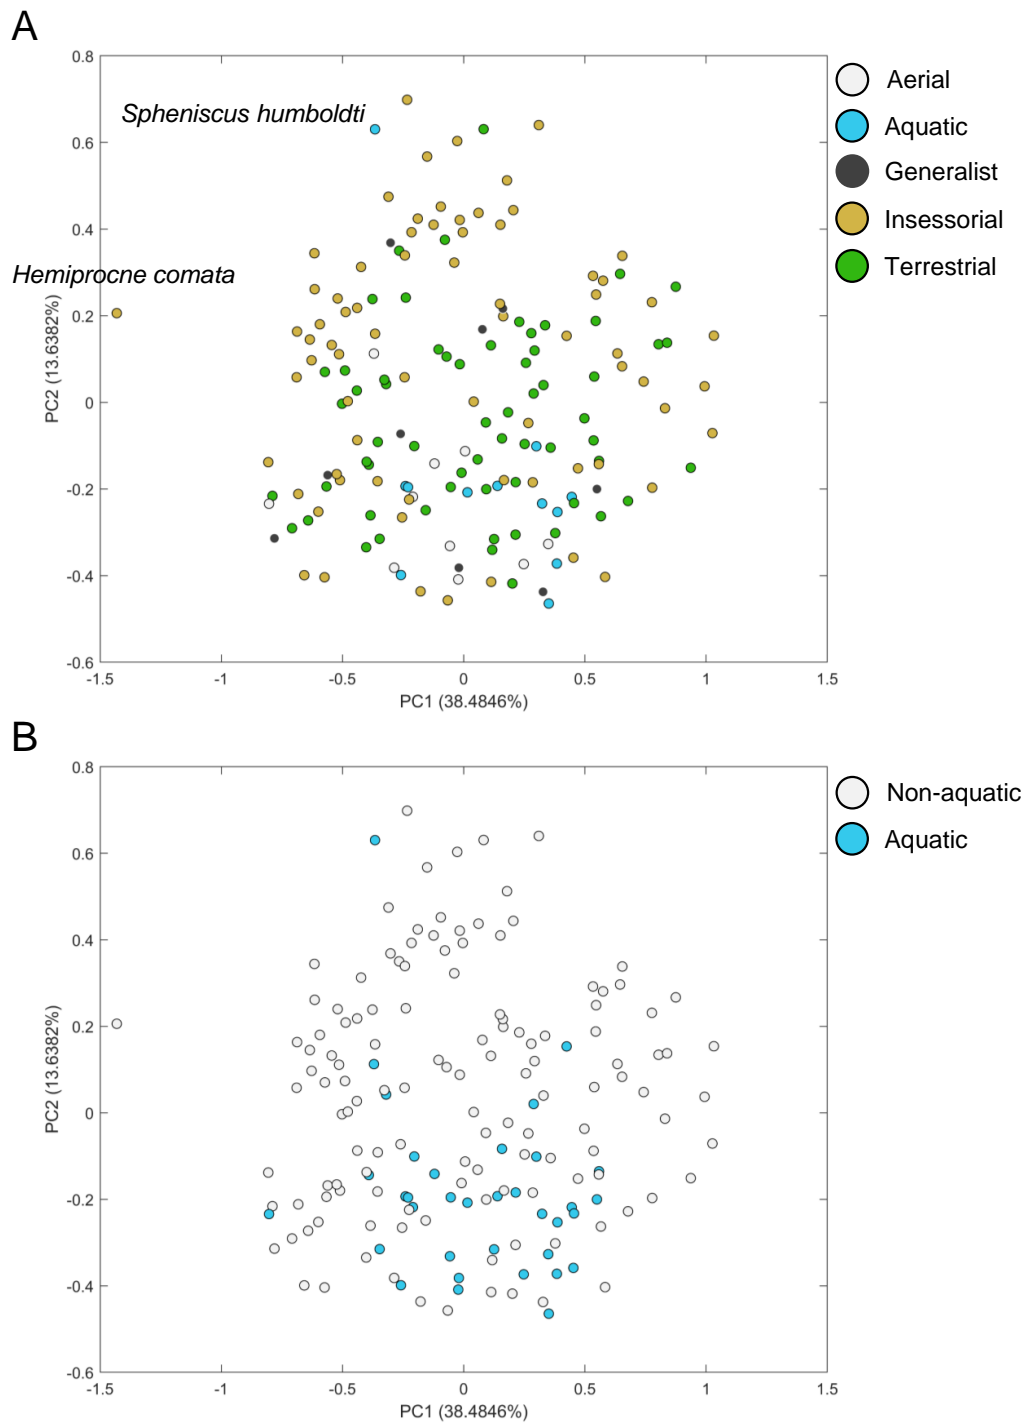 A
0.8
Spheniscus humboldti
0.6
0.4
Hemiprocne comata
0.2
0
-0.2
-0.4
-0.6
PC2 (13.6382%)
-1.5 -1 -0.5 0 0.5 1 1.5
PC1 (38.4846%)
Aerial
Aquatic
Generalist
Insessorial
Terrestrial
B
0.8
0.6
0.4
0.2
0
-0.2
-0.4
-0.6
PC2 (13.6382%)
-1.5 -1 -0.5 0 0.5 1 1.5
PC1 (38.4846%)
Non-aquatic
Aquatic